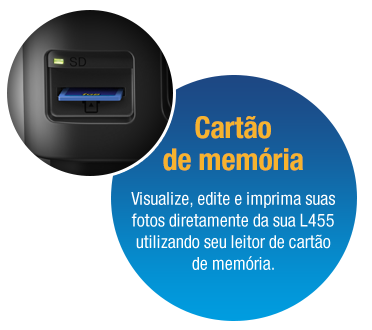 SD
Cartão
de memória
Visualize, edite e imprima suas
fotos diretamente da sua L455
utilizando seu leitor de cartão
de memória.